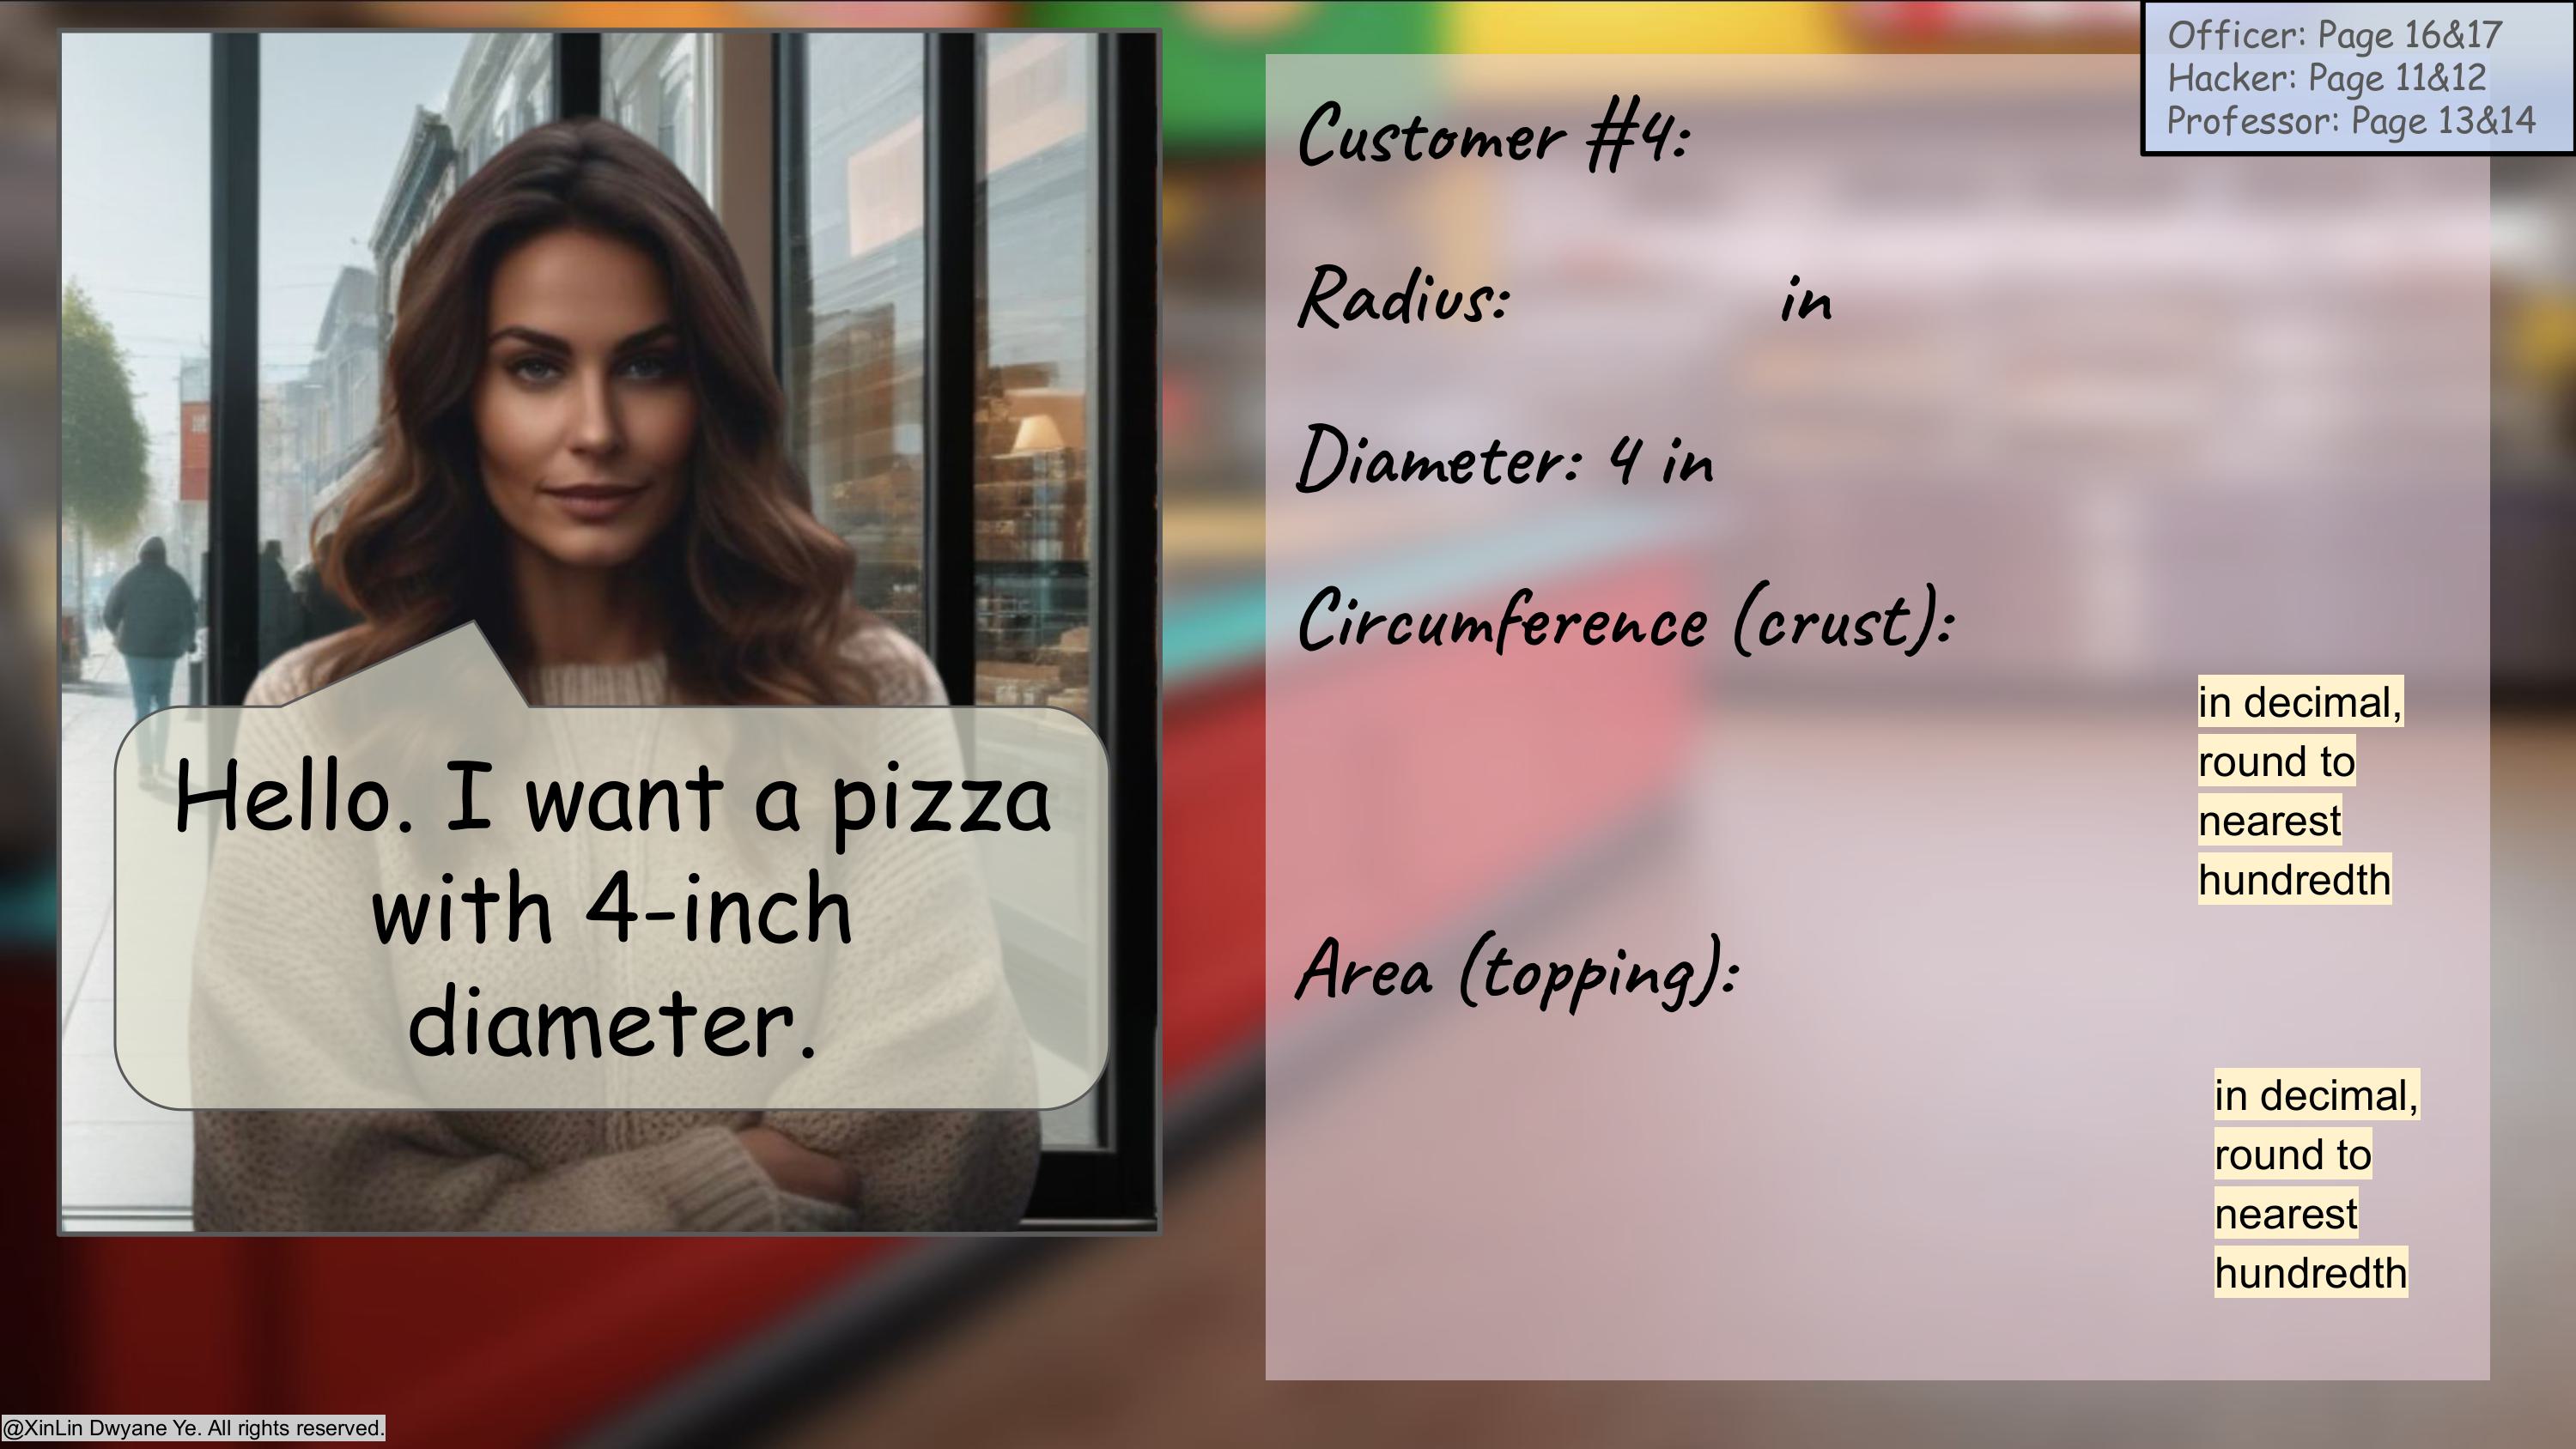 Officer: Page 16&17
Hacker: Page 11&12
Professor: Page 13&14
Customer #4:
Radius: in
Diameter: 4 in
Circumference (crust):
in decimal,
round to
nearest
hundredth
Area (topping):
in decimal,
round to
nearest
hundredth
Hello. I want a pizza
with 4-inch
diameter.
@XinLin Dwyane Ye. All rights reserved.